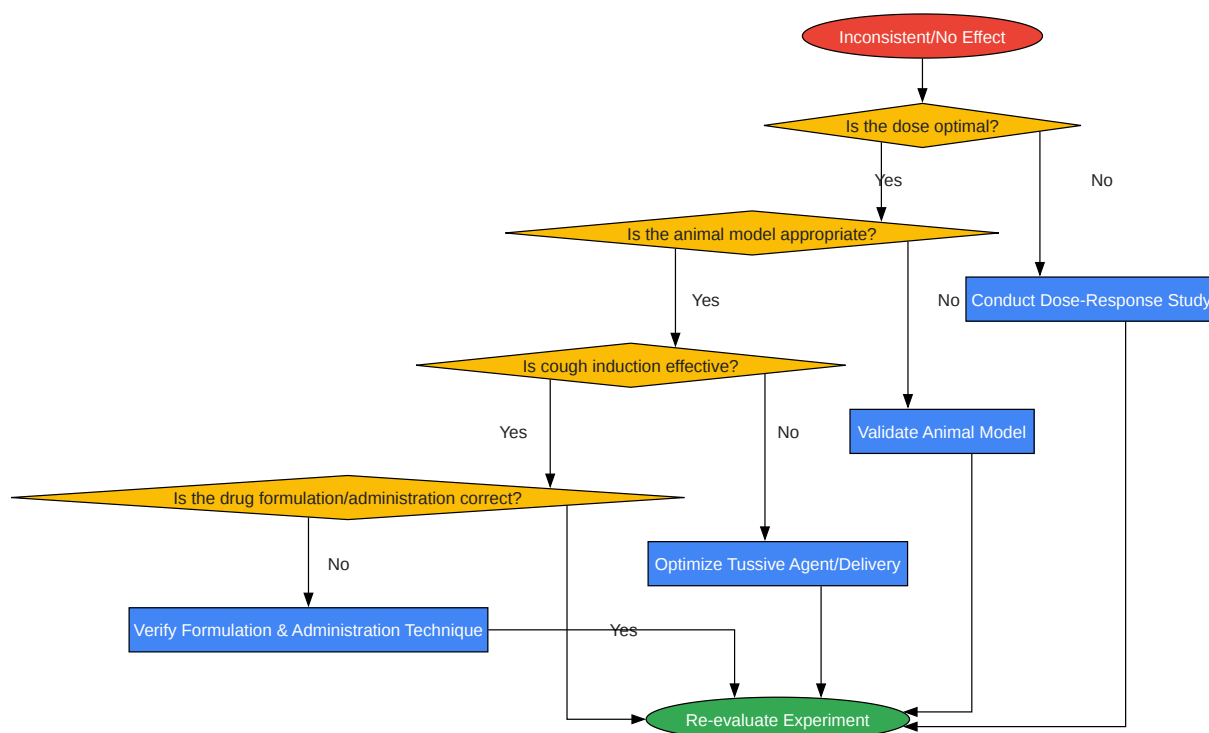 Inconsistent/No Effect
Is the dose optimal?
Yes
No
Is the animal model appropriate?
Yes
No
Conduct Dose-Response Study
Is cough induction effective?
Yes
No
Validate Animal Model
Is the drug formulation/administration correct?
No
Optimize Tussive Agent/Delivery
Verify Formulation & Administration Technique
Yes
Re-evaluate Experiment